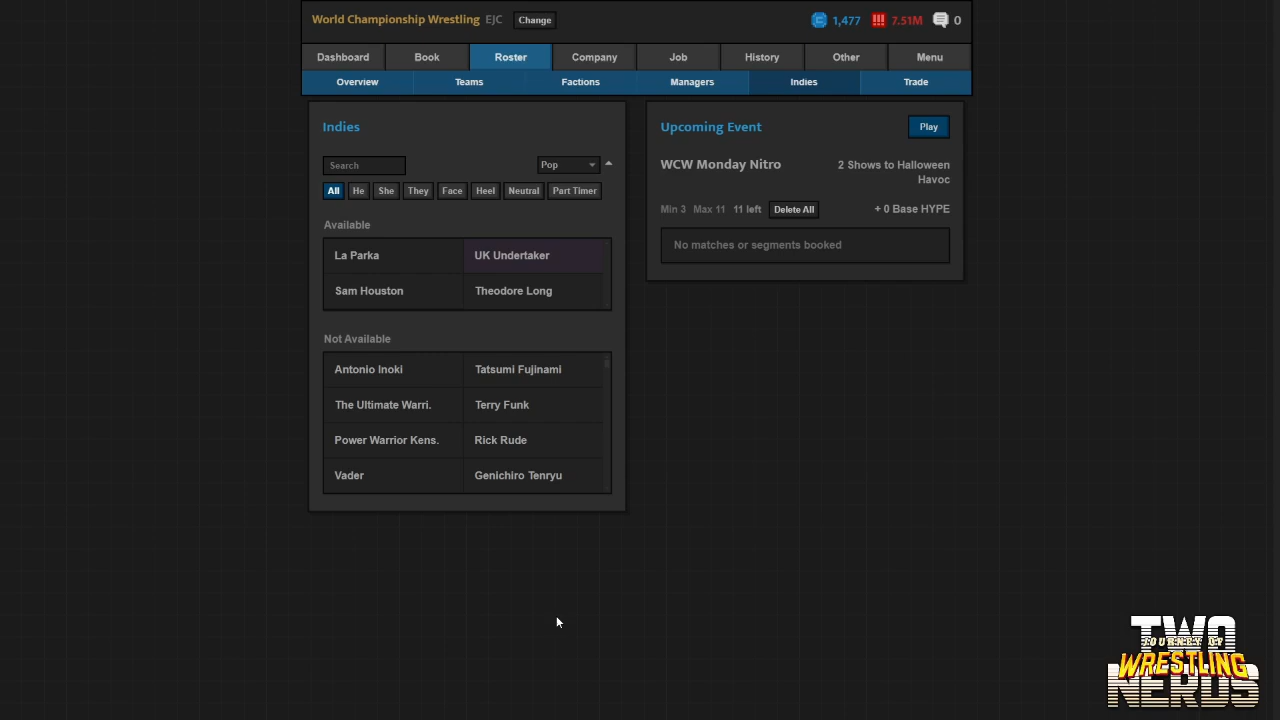 World Championship Wrestling EJC Change 1,477 7.51M 0
Dashboard Book Roster Company Job History Other Menu
Overview Teams Factions Managers Indies Trade
Indies
Search Pop
All He She They Face Heel Neutral Part Timer
Available
La Parka UK Undertaker
Sam Houston Theodore Long
Not Available
Antonio Inoki Tatsumi Fujinami
The Ultimate Warri. Terry Funk
Power Warrior Kens. Rick Rude
Vader Genichiro Tenryu
Upcoming Event Play
WCW Monday Nitro 2 Shows to Halloween
Havoc
Min 3 Max 11 11 left Delete All + 0 Base HYPE
No matches or segments booked
TWO
JOURNEY OF
WRESTLING
NERDS